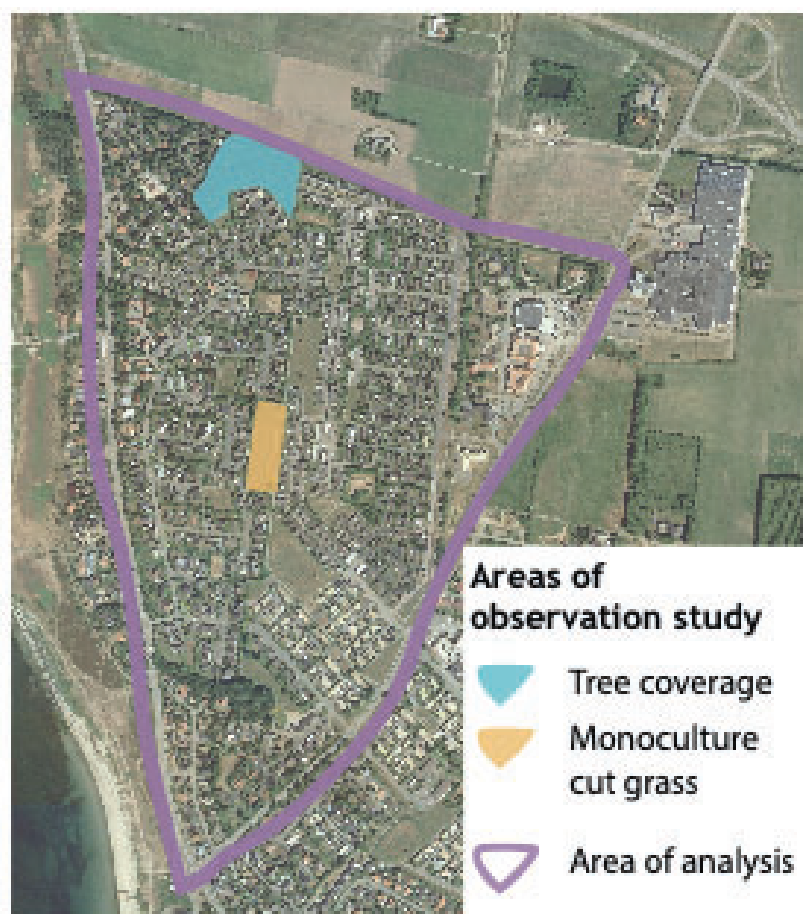 Areas of
observation study
Tree coverage
Monoculture
cut grass
Area of analysis